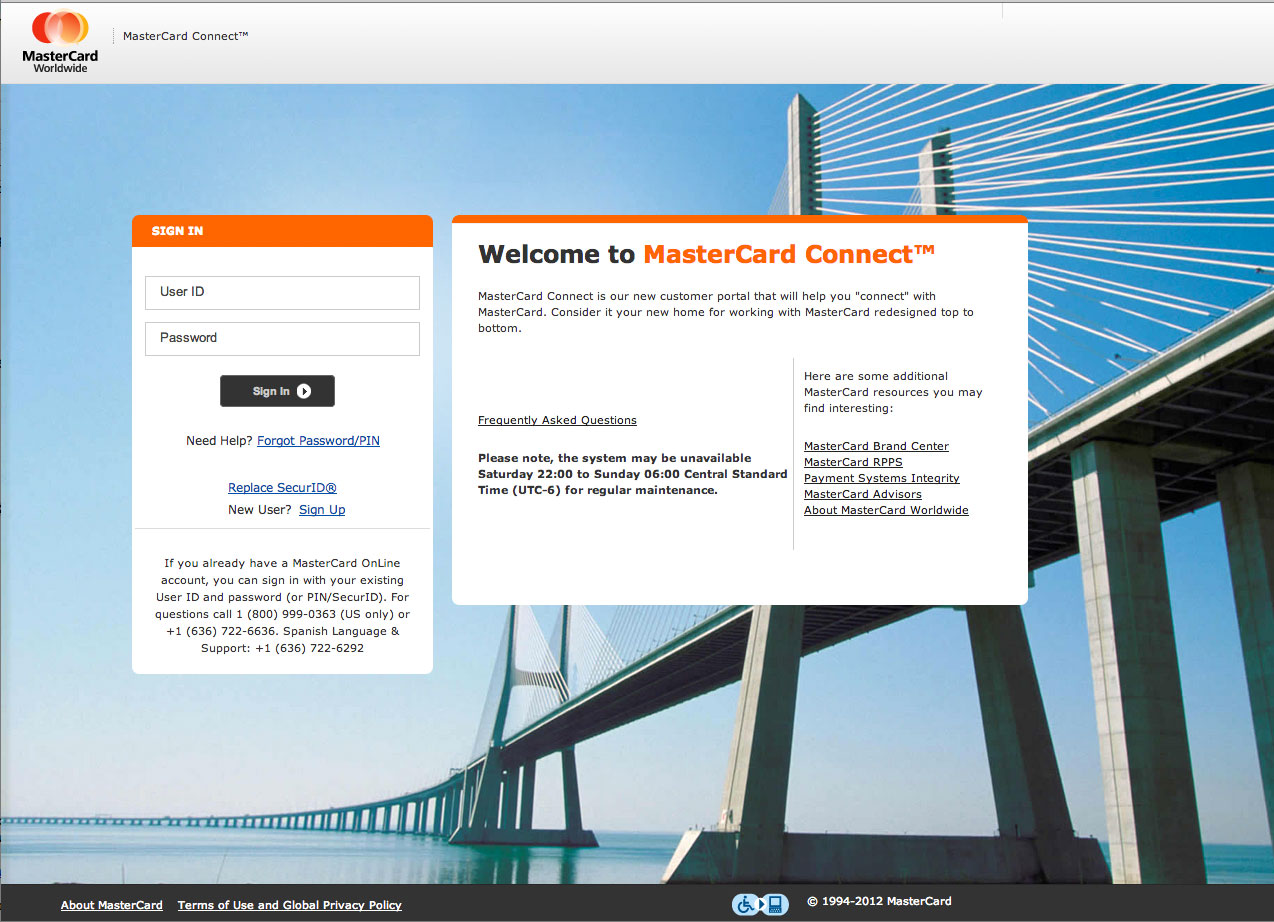 MasterCard
Worldwide
MasterCard Connect™
SIGN IN
User ID
Password
Sign In
Need Help? Forgot Password/PIN
Replace SecurID®
New User? Sign Up
If you already have a MasterCard OnLine
account, you can sign in with your existing
User ID and password (or PIN/SecurID). For
questions call 1 (800) 999-0363 (US only) or
+1 (636) 722-6636. Spanish Language &
Support: +1 (636) 722-6292
Welcome to MasterCard Connect™
MasterCard Connect is our new customer portal that will help you "connect" with
MasterCard. Consider it your new home for working with MasterCard redesigned top to
bottom.
Frequently Asked Questions
Please note, the system may be unavailable
Saturday 22:00 to Sunday 06:00 Central Standard
Time (UTC-6) for regular maintenance.
Here are some additional
MasterCard resources you may
find interesting:
MasterCard Brand Center
MasterCard RPPS
Payment Systems Integrity
MasterCard Advisors
About MasterCard Worldwide
About MasterCard
Terms of Use and Global Privacy Policy
© 1994-2012 MasterCard